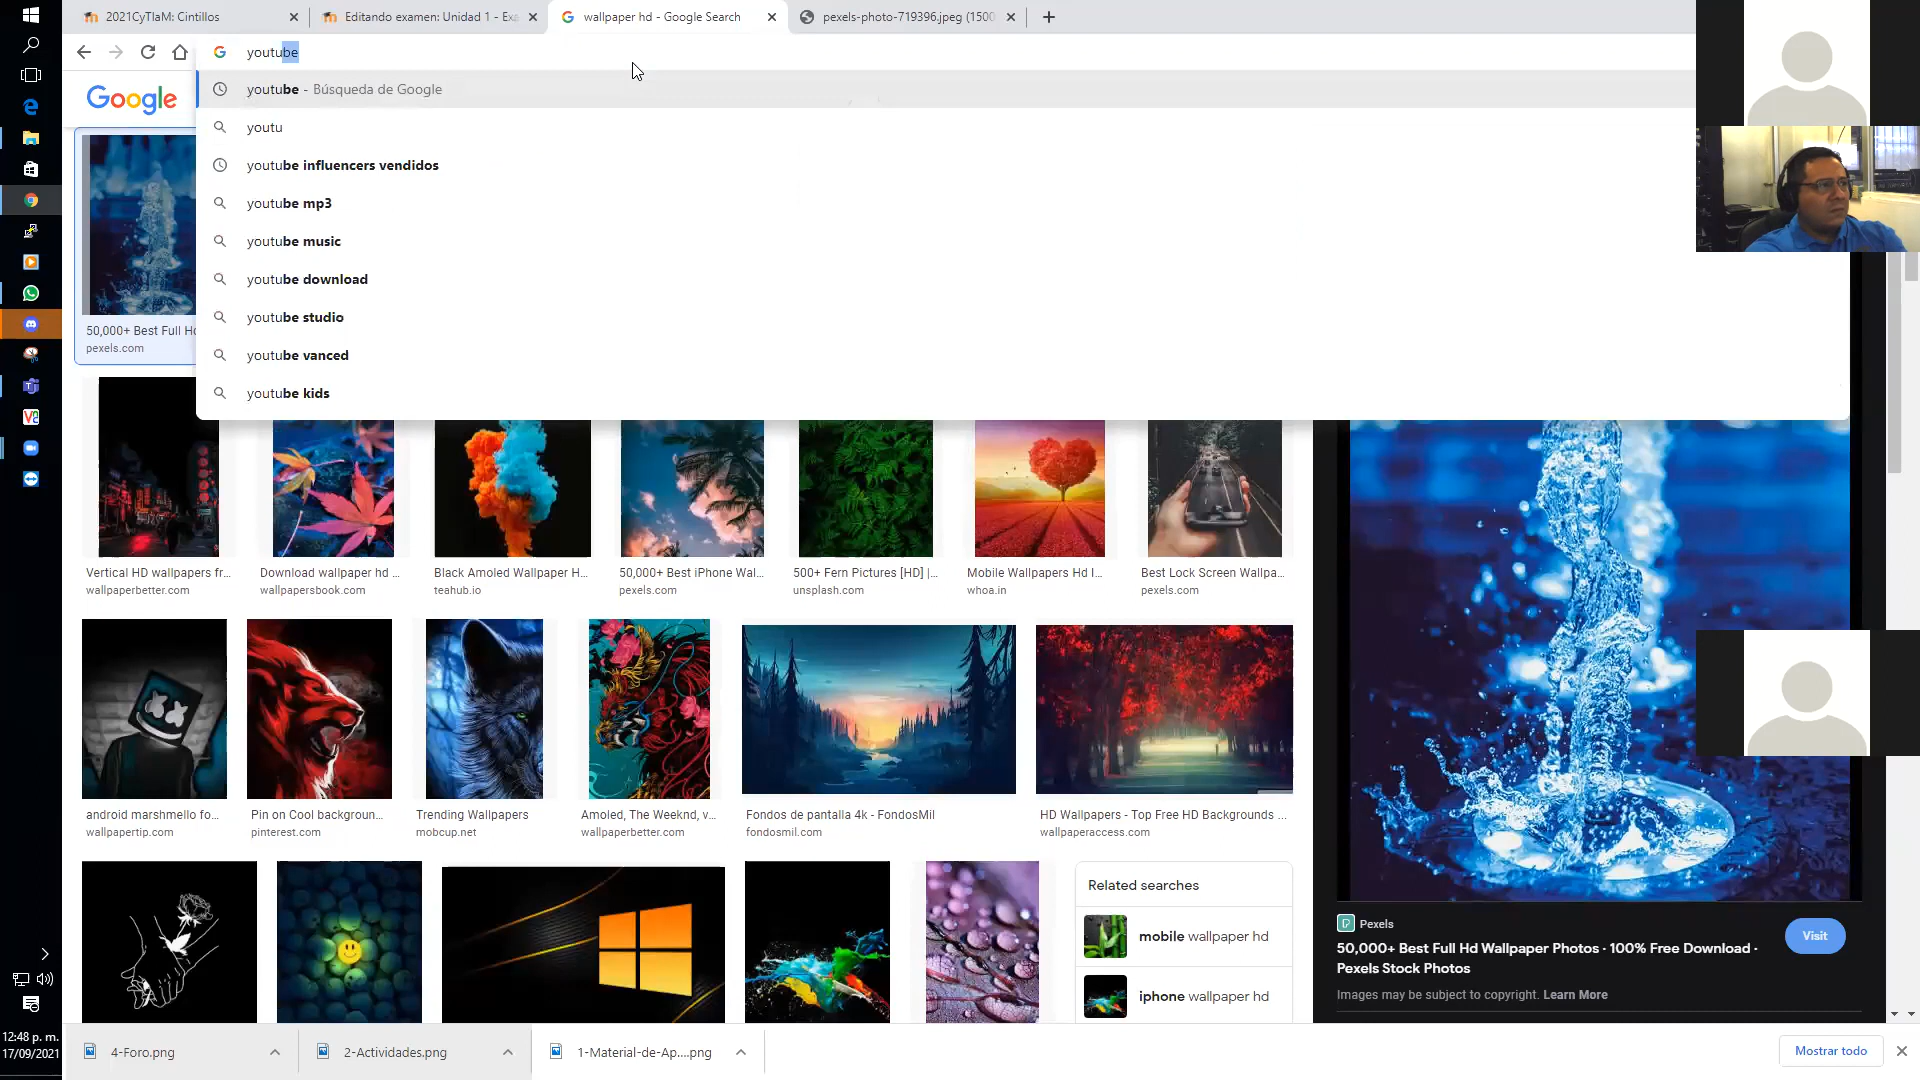 2021CyTIaM: Cintillos
Editando examen: Unidad 1 - Exa
wallpaper hd - Google Search
pexels-photo-719396.jpeg (1500
youtube
Google
youtube - Búsqueda de Google
youtu
youtube influencers vendidos
youtube mp3
youtube music
youtube download
youtube studio
youtube vanced
youtube kids
50,000+ Best Full Hd
pexels.com
Vertical HD wallpapers fr...
wallpaperbetter.com
Download wallpaper hd ...
wallpapersbook.com
Black Amoled Wallpaper H...
teahub.io
50,000+ Best iPhone Wal...
pexels.com
500+ Fern Pictures [HD] |...
unsplash.com
Mobile Wallpapers Hd I...
whoa.in
Best Lock Screen Wallpa...
pexels.com
android marshmello fo...
wallpapertip.com
Pin on Cool backgroun...
pinterest.com
Trending Wallpapers
mobcup.net
Amoled, The Weeknd, v...
wallpaperbetter.com
Fondos de pantalla 4k - FondosMil
fondosmil.com
HD Wallpapers - Top Free HD Backgrounds ...
wallpaperaccess.com
Related searches
mobile wallpaper hd
iphone wallpaper hd
Pexels
50,000+ Best Full Hd Wallpaper Photos · 100% Free Download ·
Pexels Stock Photos
Visit
Images may be subject to copyright. Learn More
12:48 p. m.
17/09/2021
4-Foro.png
2-Actividades.png
1-Material-de-Ap....png
Mostrar todo